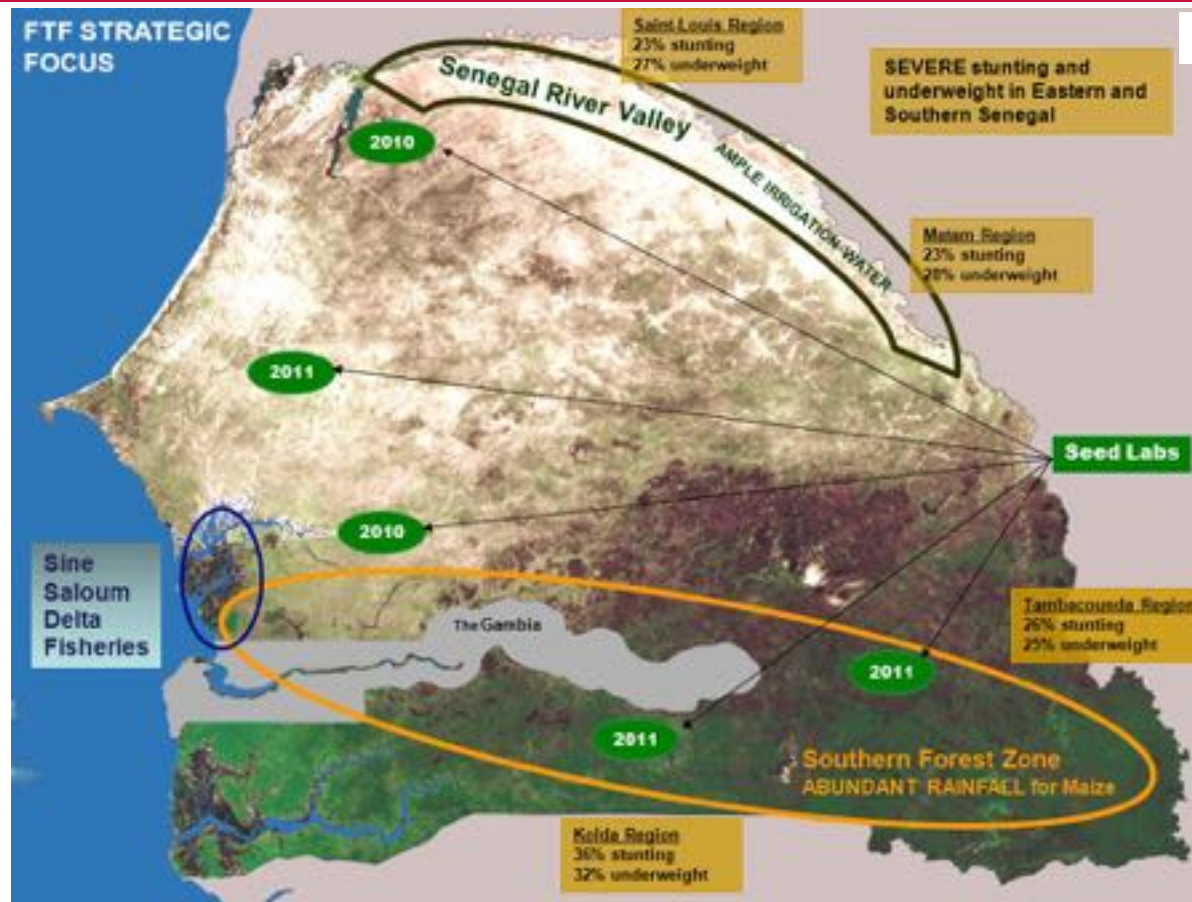 FTF STRATEGIC
FOCUS
Saint-Louis Region
23% stunting
27% underweight
SEVERE stunting and
underweight in Eastern and
Southern Senegal
Senegal River Valley
AMPLE IRRIGATION-WATER
2010
Matam Region
23% stunting
28% underweight
2011
Seed Labs
2010
Sine
Saloum
Delta
Fisheries
The Gambia
Tambacounda Region
26% stunting
25% underweight
2011
2011
Southern Forest Zone
ABUNDANT RAINFALL for Maize
Kolda Region
36% stunting
32% underweight